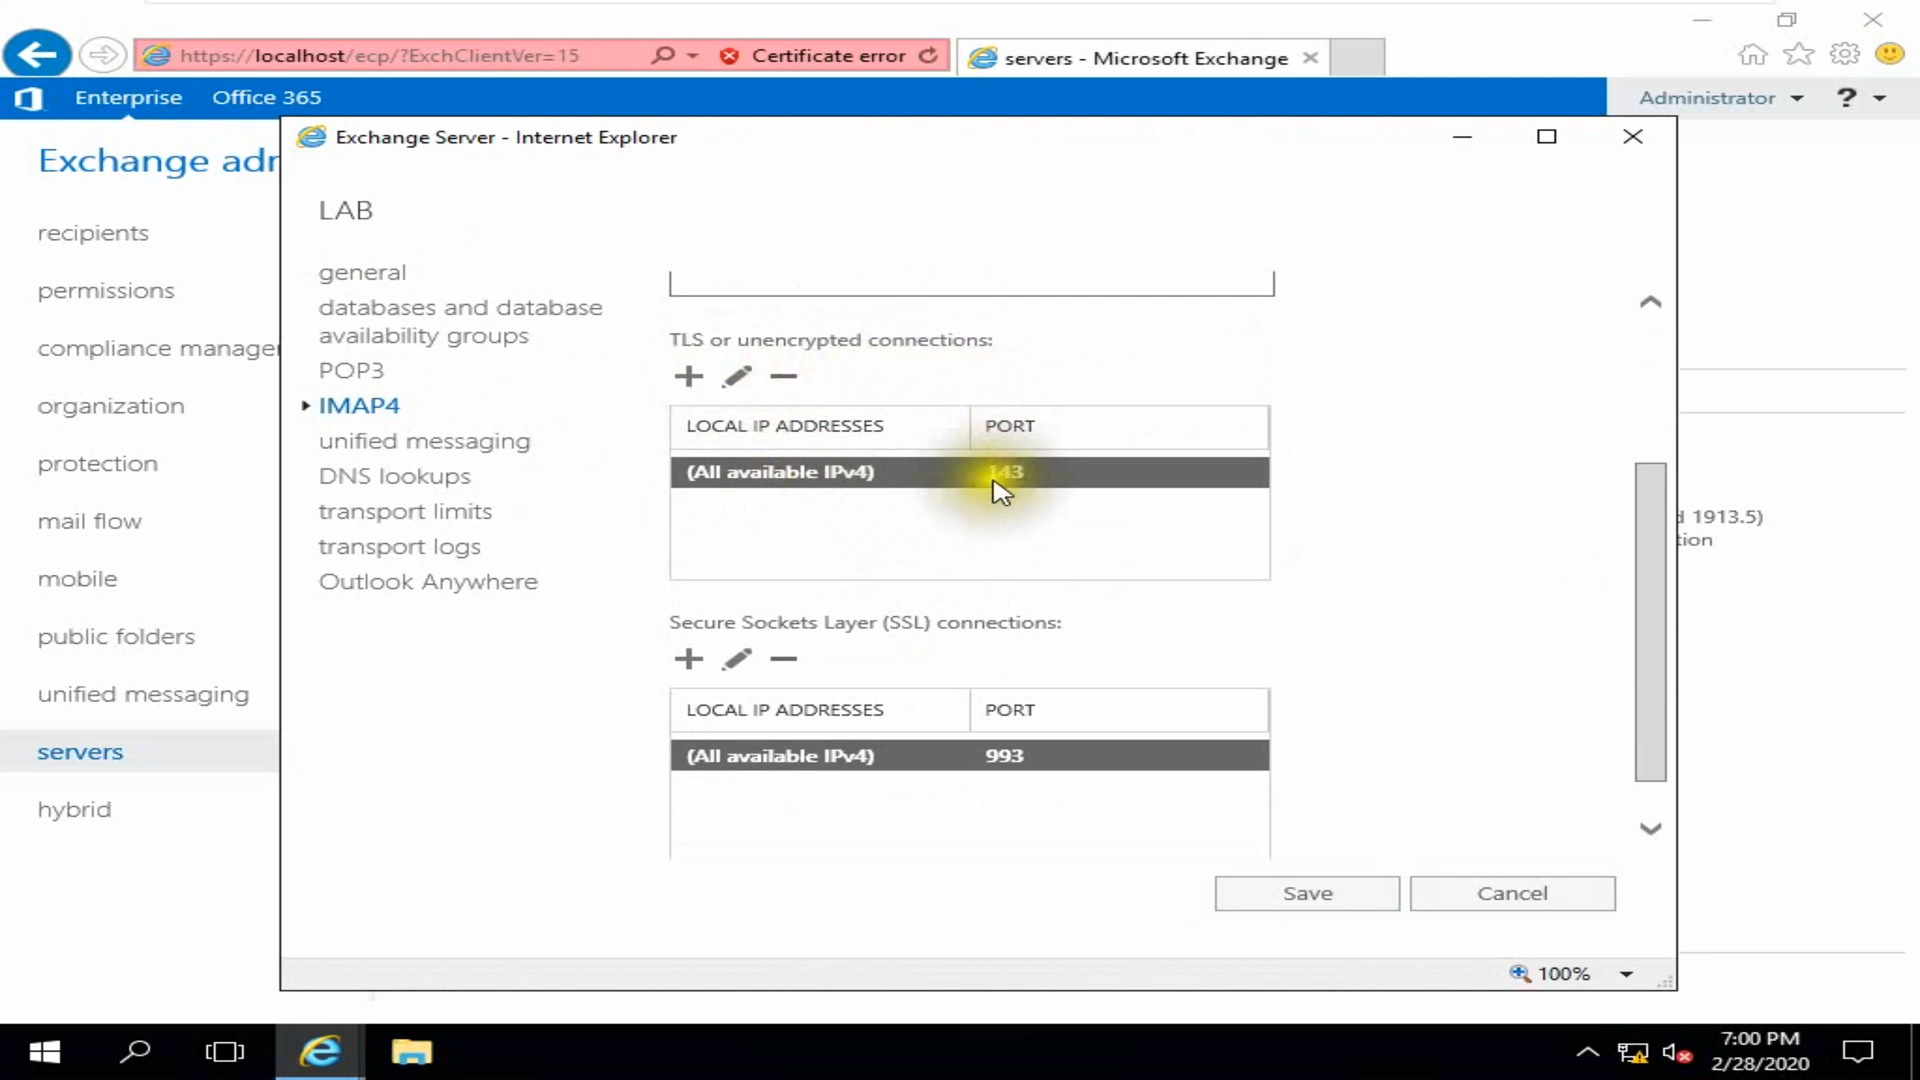 https://localhost/ecp/?ExchClientVer=15
Certificate error
servers - Microsoft Exchange
Enterprise
Office 365
Administrator
?
Exchange adr
Exchange Server - Internet Explorer
LAB
recipients
permissions
compliance manager
organization
protection
mail flow
mobile
public folders
unified messaging
servers
hybrid
general
databases and database
availability groups
POP3
IMAP4
unified messaging
DNS lookups
transport limits
transport logs
Outlook Anywhere
TLS or unencrypted connections:
LOCAL IP ADDRESSES PORT
(All available IPv4) 143
Secure Sockets Layer (SSL) connections:
LOCAL IP ADDRESSES PORT
(All available IPv4) 993
Save
Cancel
d 1913.5)
tion
100%
7:00 PM
2/28/2020